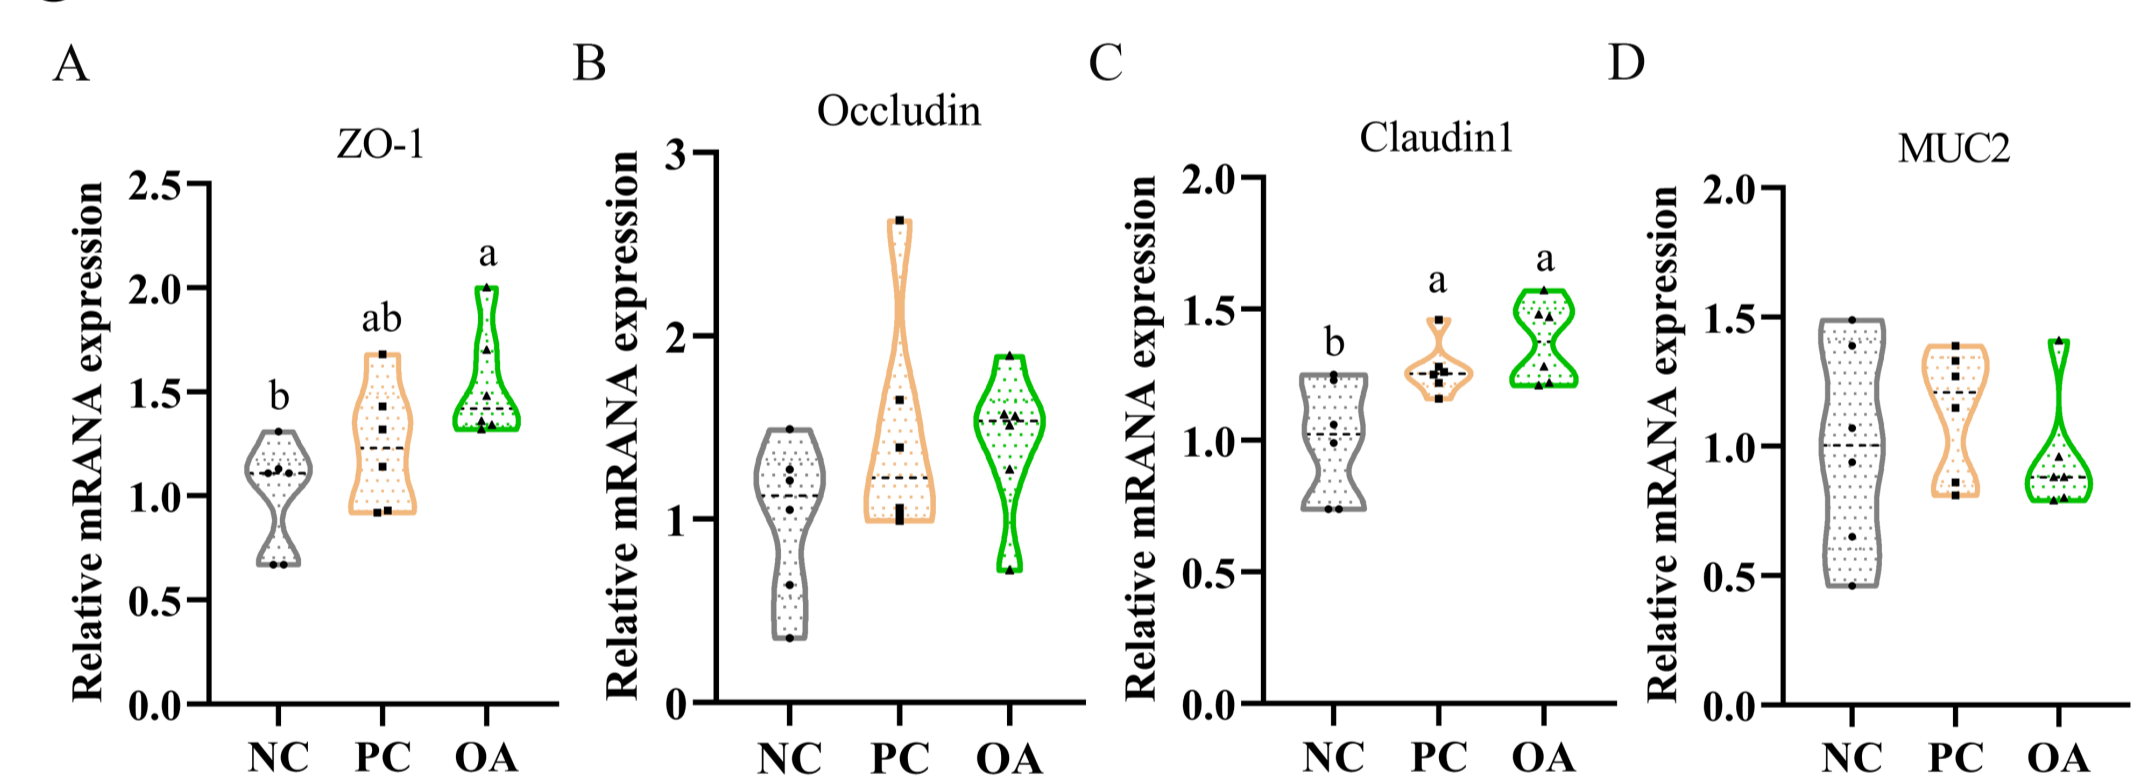 A
ZO-1
Relative mRANA expression
2.5
2.0
1.5
1.0
0.5
0.0
b
ab
a
NC PC OA
B
Occludin
Relative mRANA expression
3
2
1
0
NC PC OA
C
Claudin1
Relative mRANA expression
2.0
1.5
1.0
0.5
0.0
b
a
a
NC PC OA
D
MUC2
Relative mRANA expression
2.0
1.5
1.0
0.5
0.0
NC PC OA